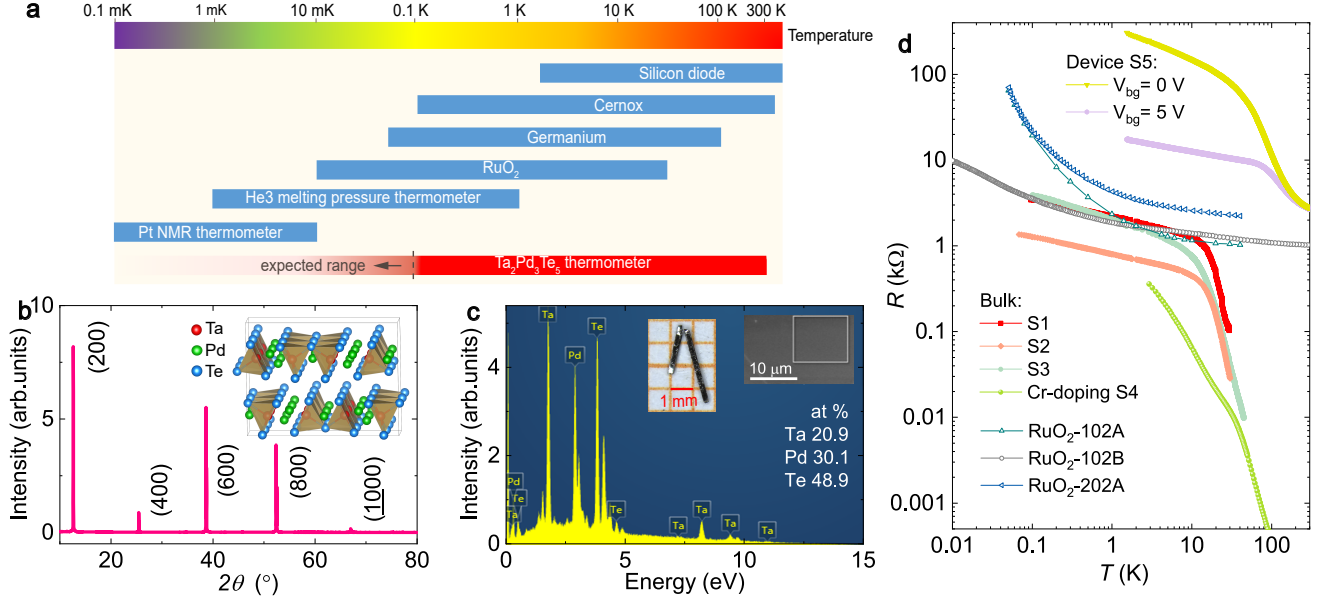 a
0.1 mK 1 mK 10 mK 0.1 K 1 K 10 K 100 K 300 K
Temperature
Silicon diode
Cernox
Germanium
RuO₂
He3 melting pressure thermometer
Pt NMR thermometer
expected range
Ta₂Pd₃Te₅ thermometer
b
Intensity (arb.units)
10
5
0
(200)
(400)
(600)
(800)
(1000)
Ta
Pd
Te
20 40 60 80
2θ (°)
c
Intensity (arb.units)
4
2
0
Ta
Pd
Te
Pd
Te
Ta
Te
Ta
Ta
Ta
Ta
1 mm
10 μm
at %
Ta 20.9
Pd 30.1
Te 48.9
0 5 10 15
Energy (eV)
d
R (kΩ)
100
10
1
0.1
0.01
0.001
Device S5:
V_bg= 0 V
V_bg= 5 V
Bulk:
S1
S2
S3
Cr-doping S4
RuO₂-102A
RuO₂-102B
RuO₂-202A
0.01 0.1 1 10 100
T (K)